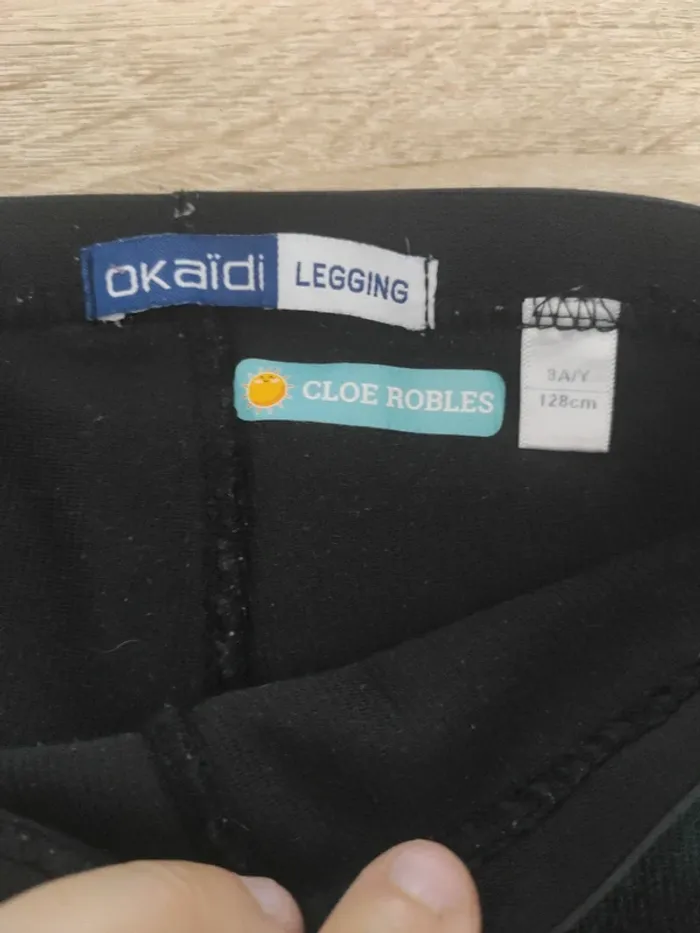 OKaïdi LEGGING
CLOE ROBLES
8A/Y
128cm